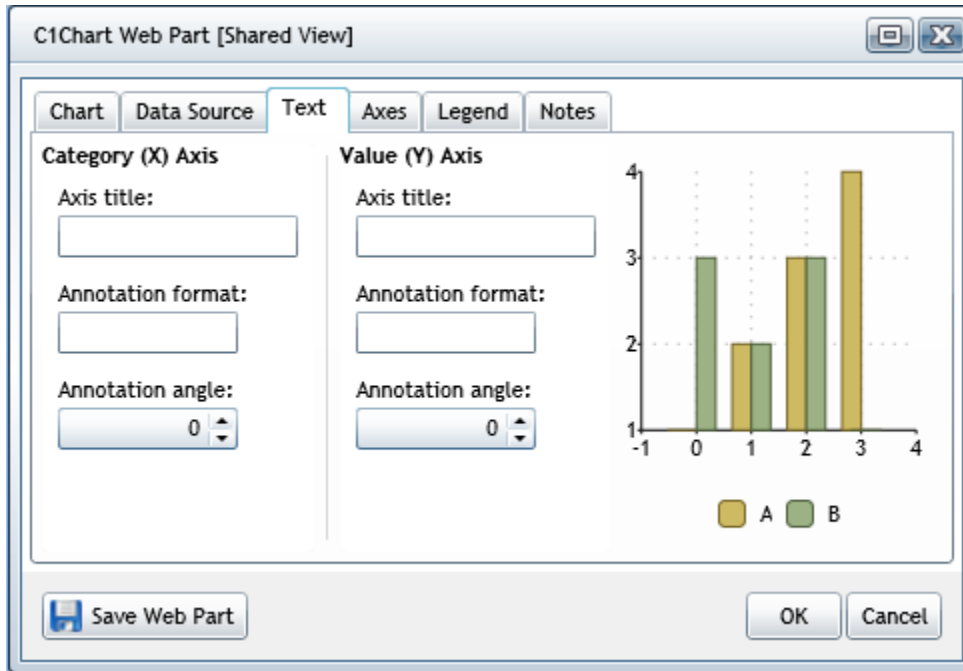 C1Chart Web Part [Shared View]
Chart Data Source Text Axes Legend Notes
Category (X) Axis
Axis title:
Annotation format:
Annotation angle:
0
Value (Y) Axis
Axis title:
Annotation format:
Annotation angle:
0
4
3
2
1
-1 0 1 2 3 4
A B
Save Web Part
OK Cancel